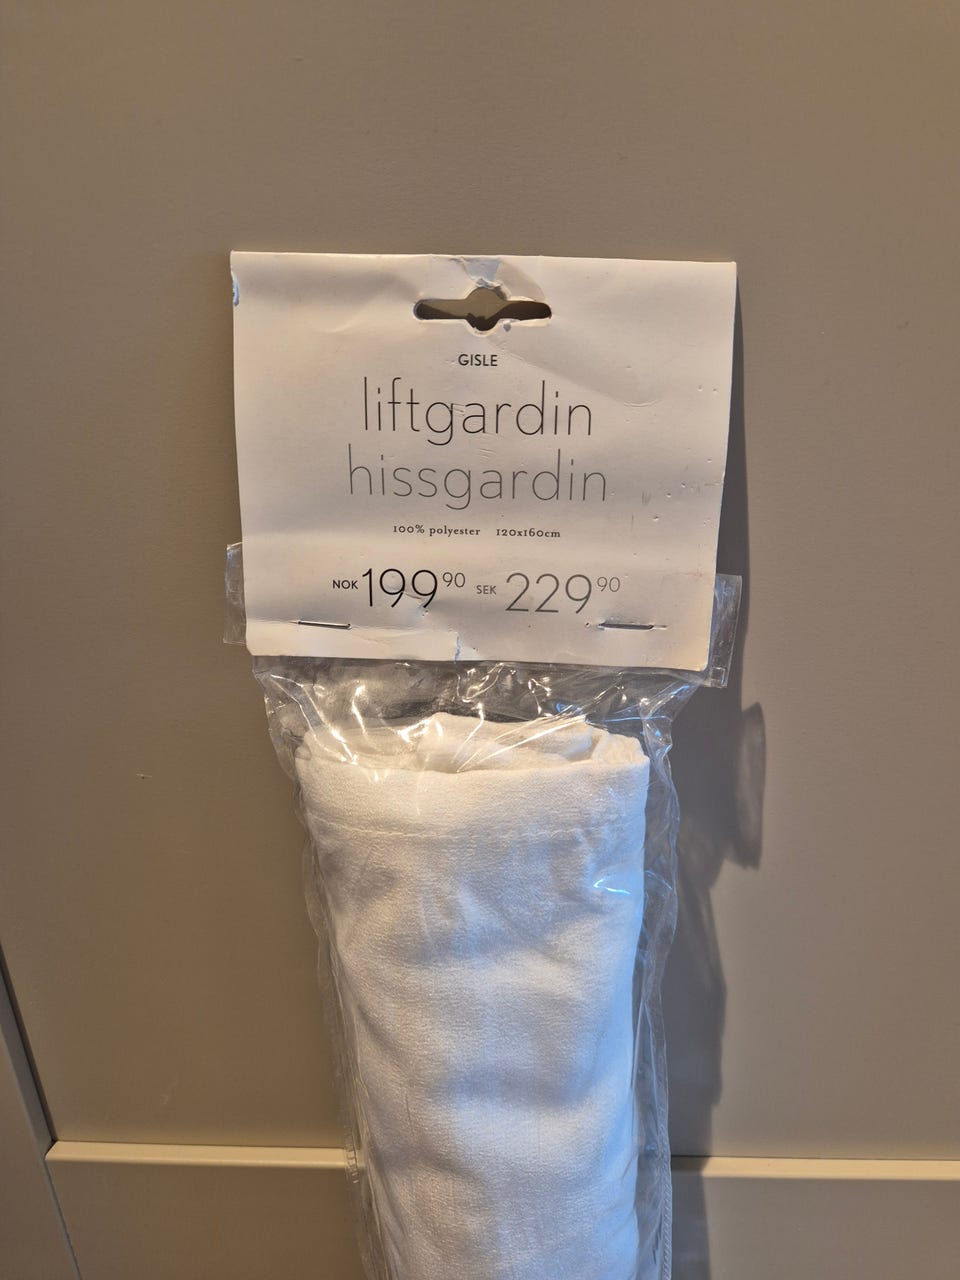 GISLE
liftgardin
hissgardin
100% polyester 120x160cm
NOK 199 90 SEK 229 90